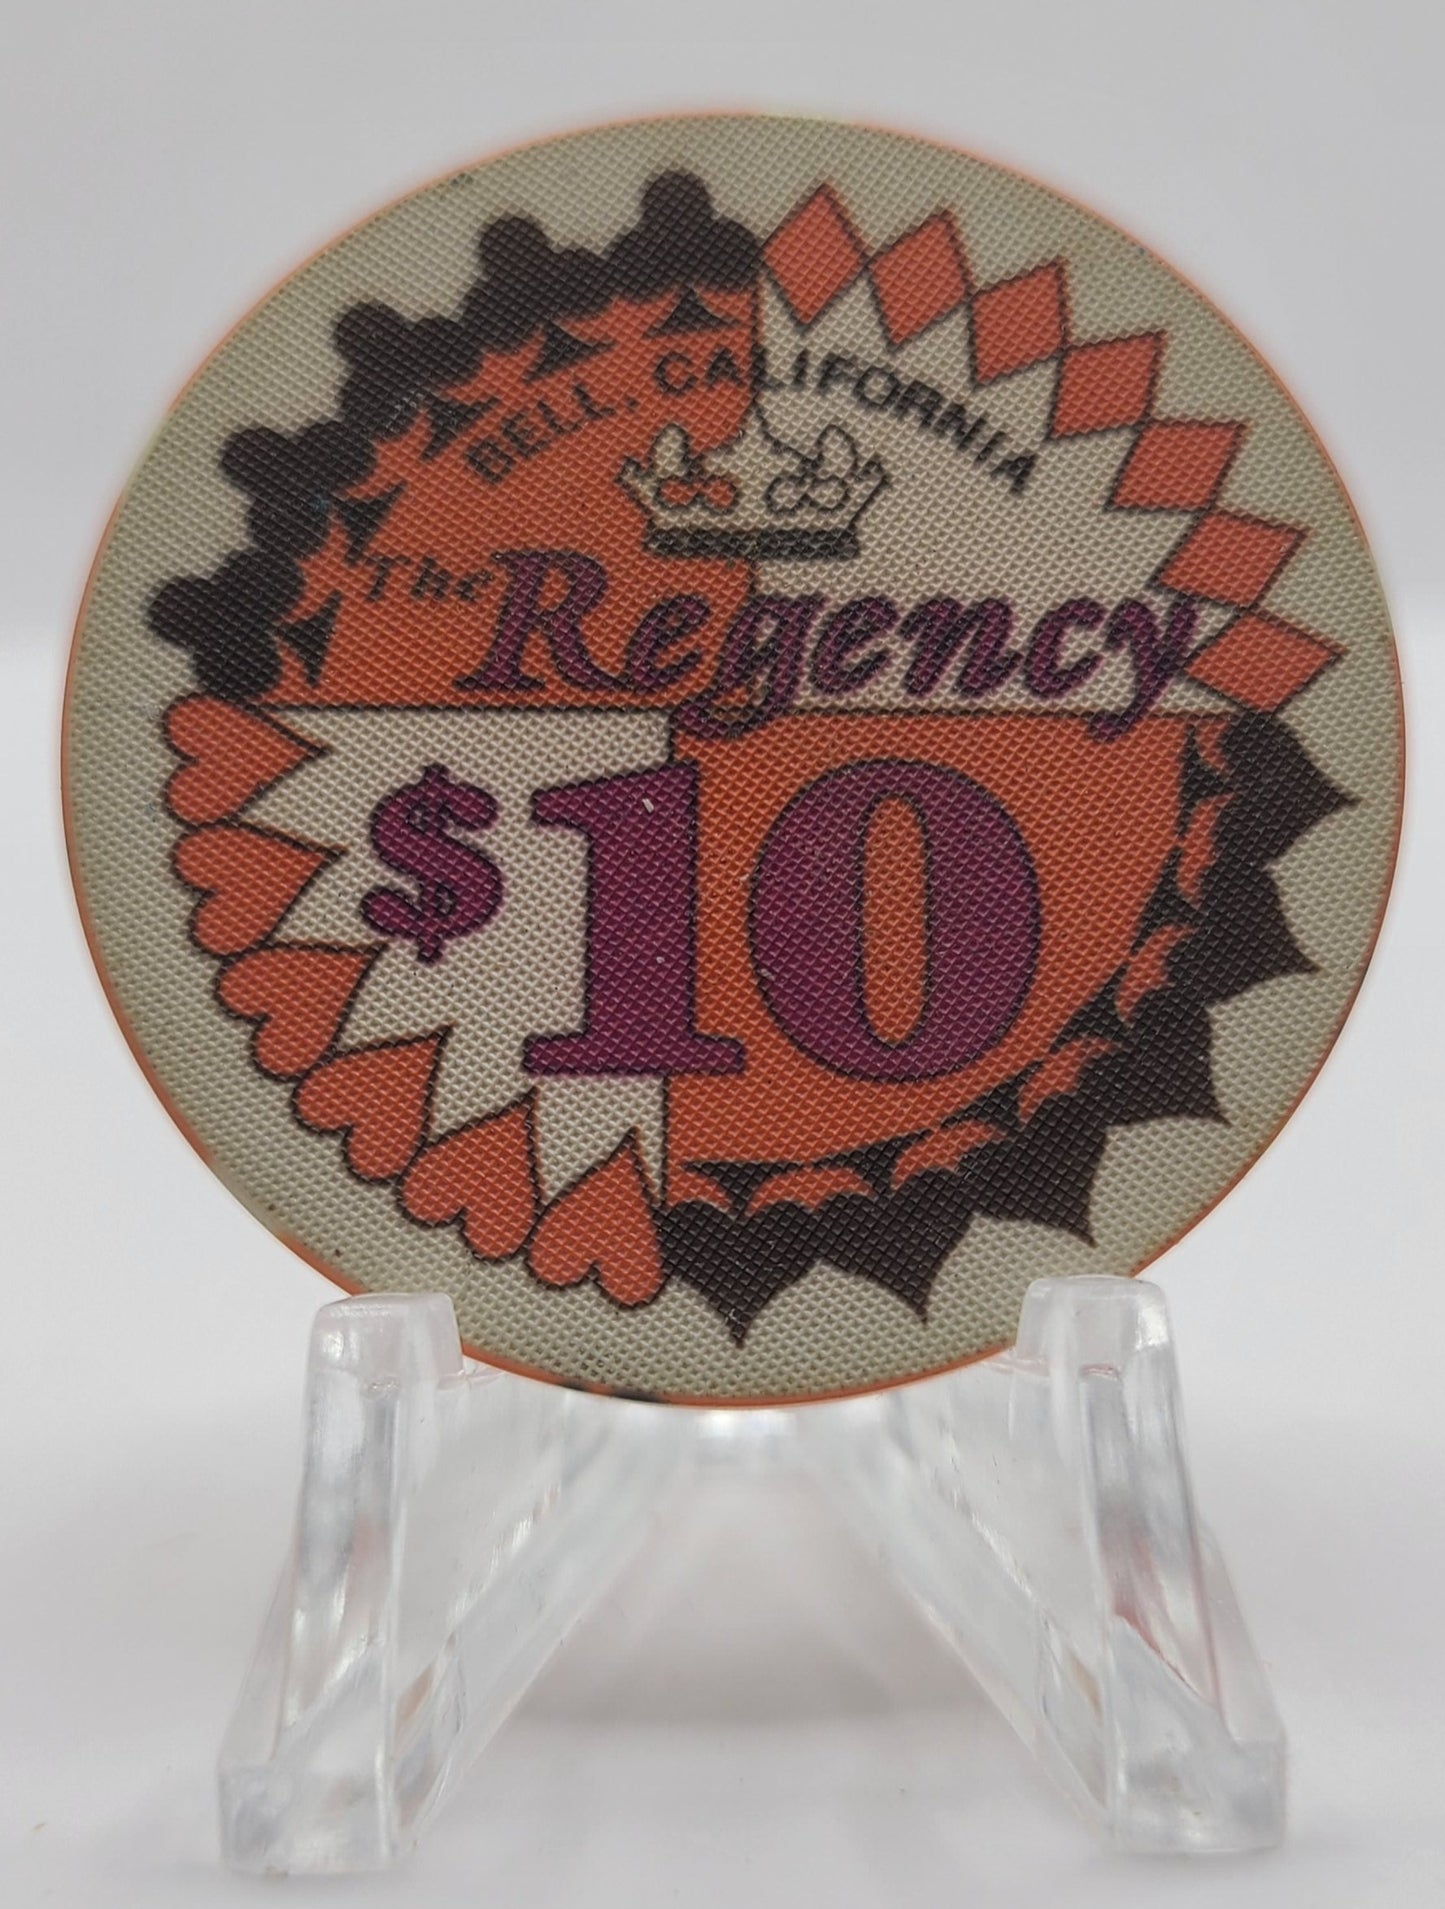 BELL, CALIFORNIA
The Regency
$10